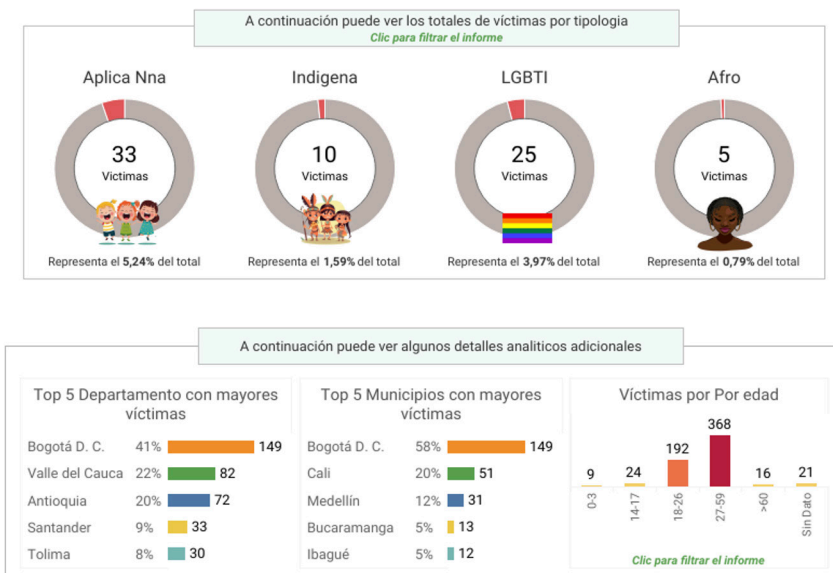 A continuación puede ver los totales de víctimas por tipologia
Clic para filtrar el informe
Aplica Nna
Indigena
LGBTI
Afro
33
Victimas
10
Victimas
25
Victimas
5
Victimas
Representa el 5,24% del total
Representa el 1,59% del total
Representa el 3,97% del total
Representa el 0,79% del total
A continuación puede ver algunos detalles analiticos adicionales
Top 5 Departamento con mayores
víctimas
Bogotá D. C. 41% 149
Valle del Cauca 22% 82
Antioquia 20% 72
Santander 9% 33
Tolima 8% 30
Top 5 Municipios con mayores
víctimas
Bogotá D. C. 58% 149
Cali 20% 51
Medellín 12% 31
Bucaramanga 5% 13
Ibagué 5% 12
Víctimas por Por edad
9 24 192 368 16 21
0-3 14-17 18-26 27-59 >60 Sin Dato
Clic para filtrar el informe